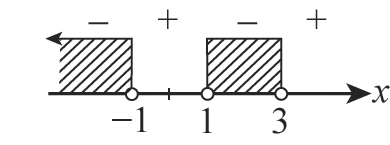 − + − +
−1 1 3 x